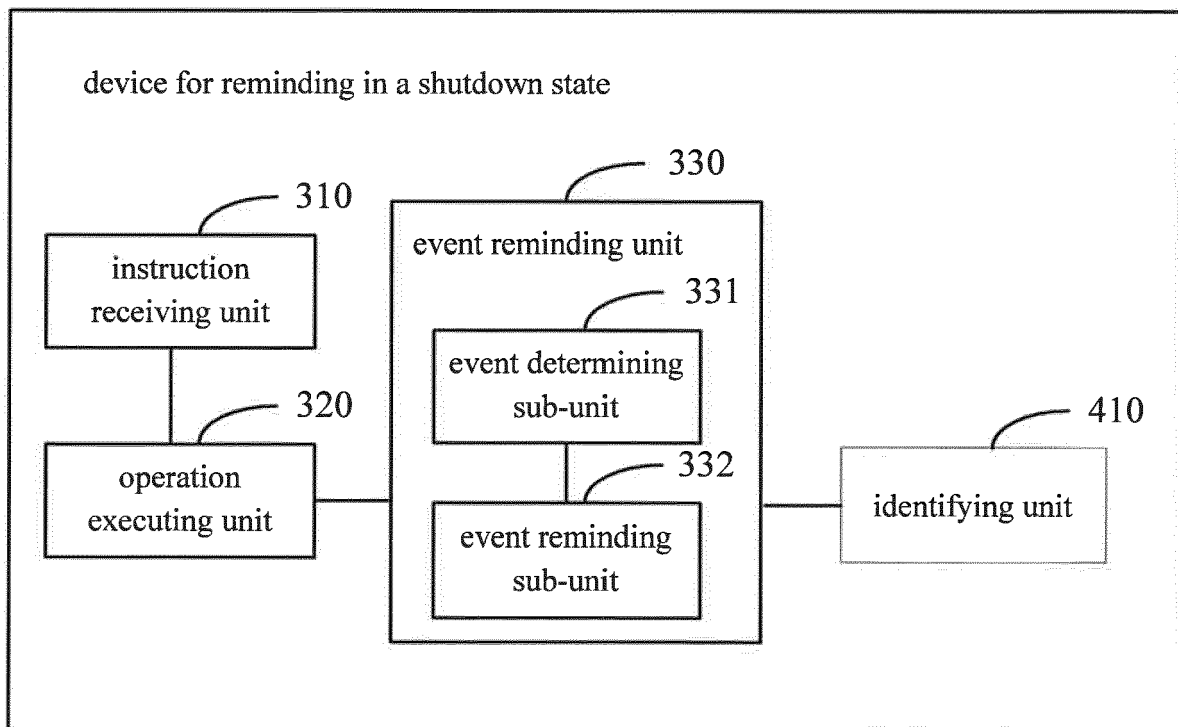 device for reminding in a shutdown state
330
310
event reminding unit
instruction
receiving unit
331
event determining
sub-unit
320
410
332
operation
executing unit
event reminding
sub-unit
identifying unit